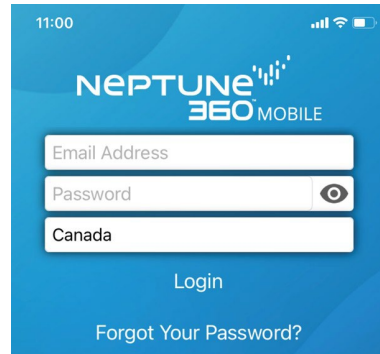 11:00
NEPTUNE
360 MOBILE
Email Address
Password
Canada
Login
Forgot Your Password?